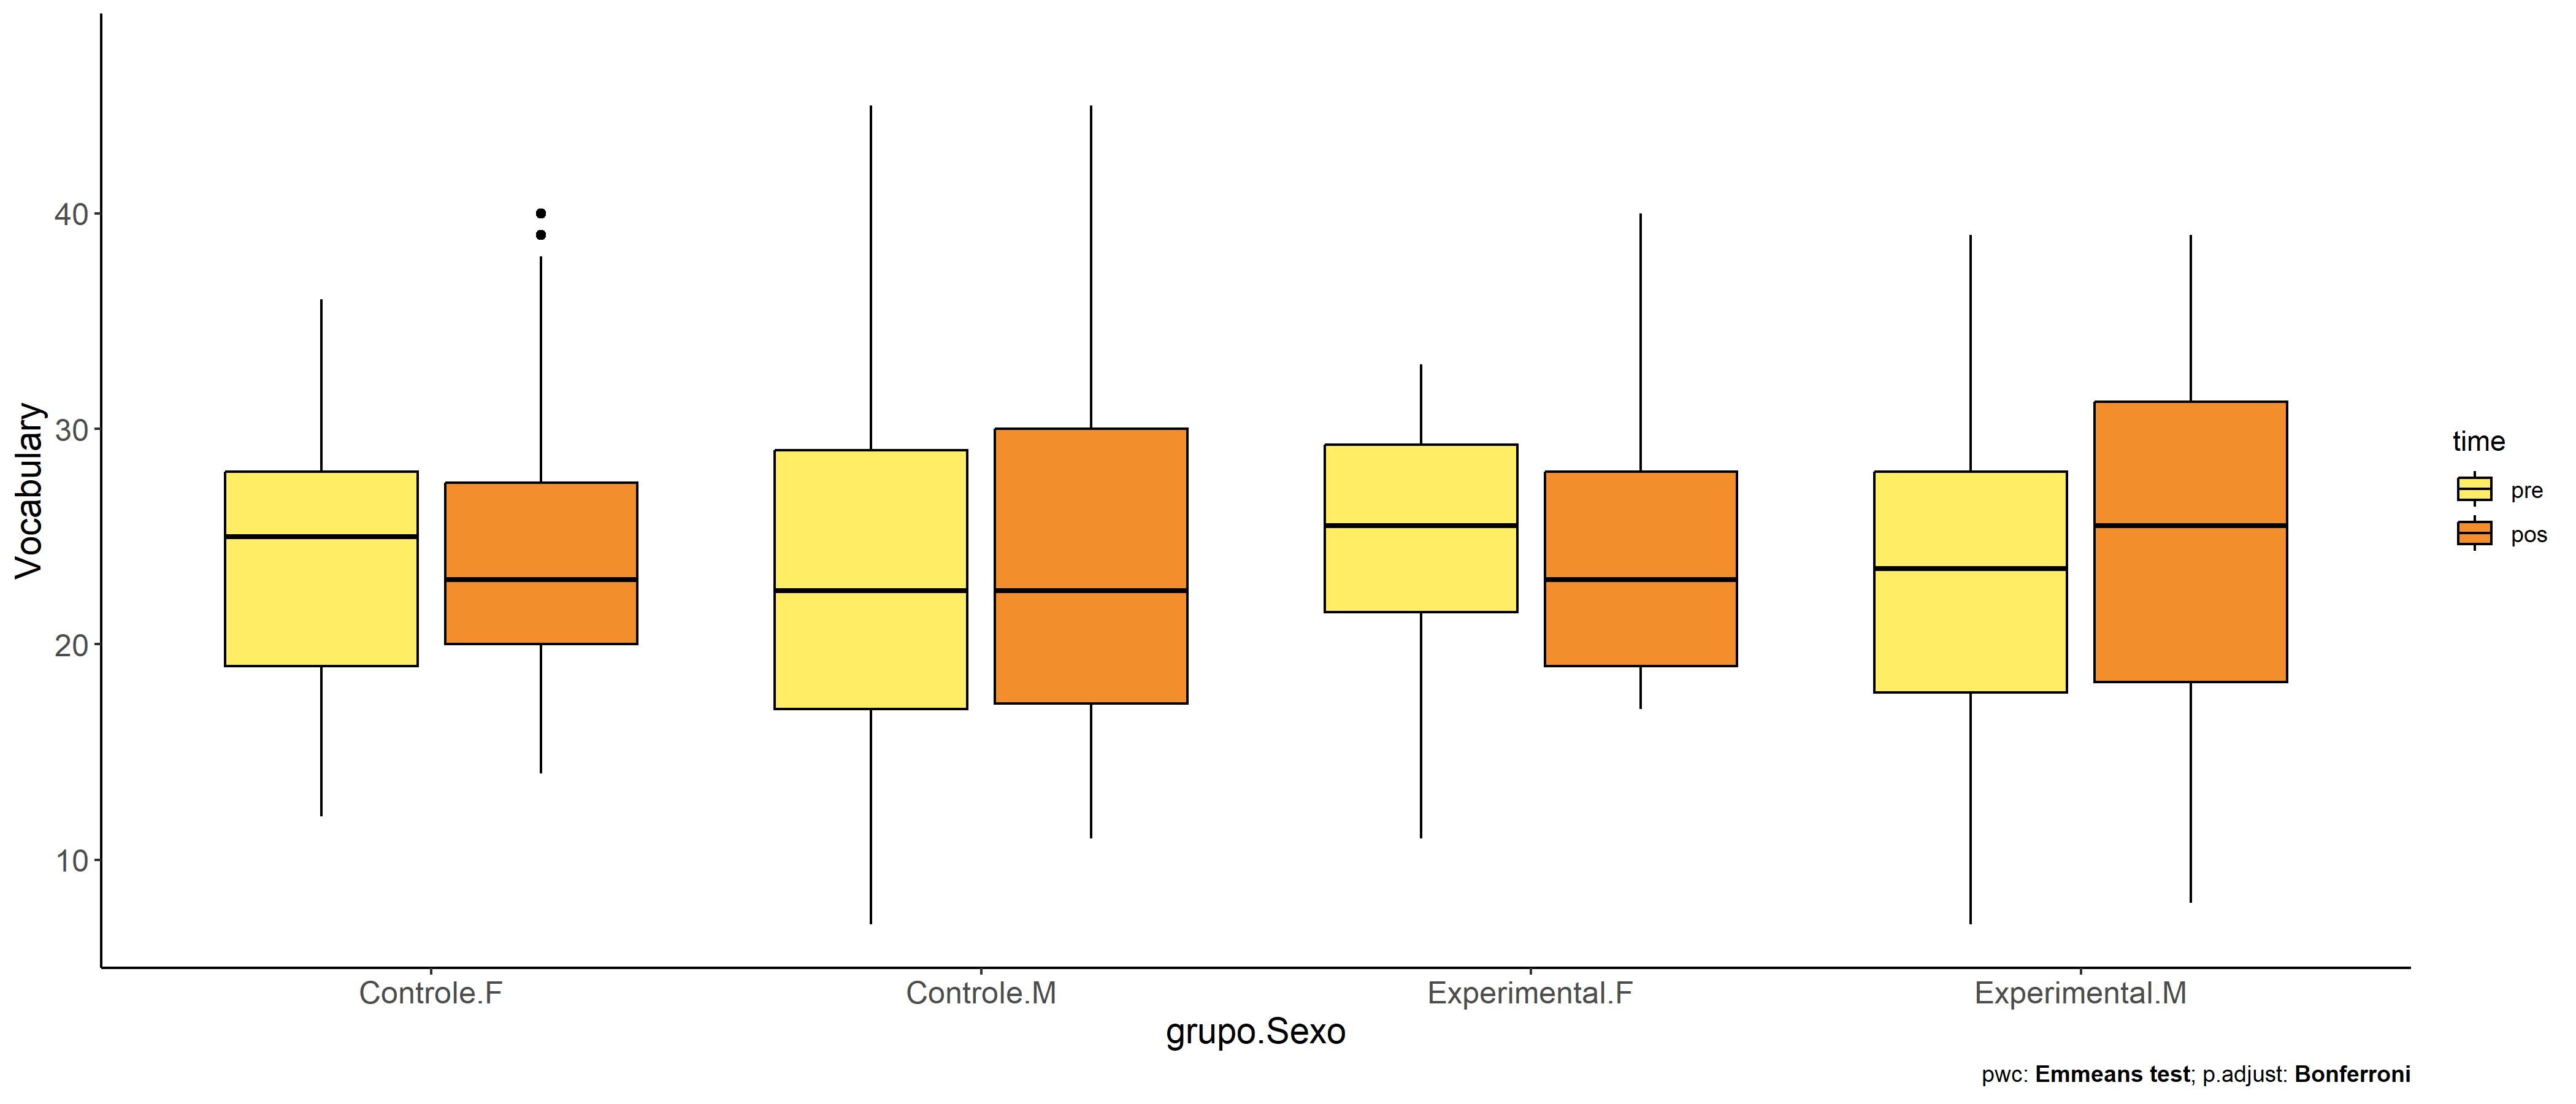 Vocabulary
40
30
20
10
Controle.F
Controle.M
Experimental.F
Experimental.M
grupo.Sexo
time
pre
pos
pwc: Emmeans test; p.adjust: Bonferroni